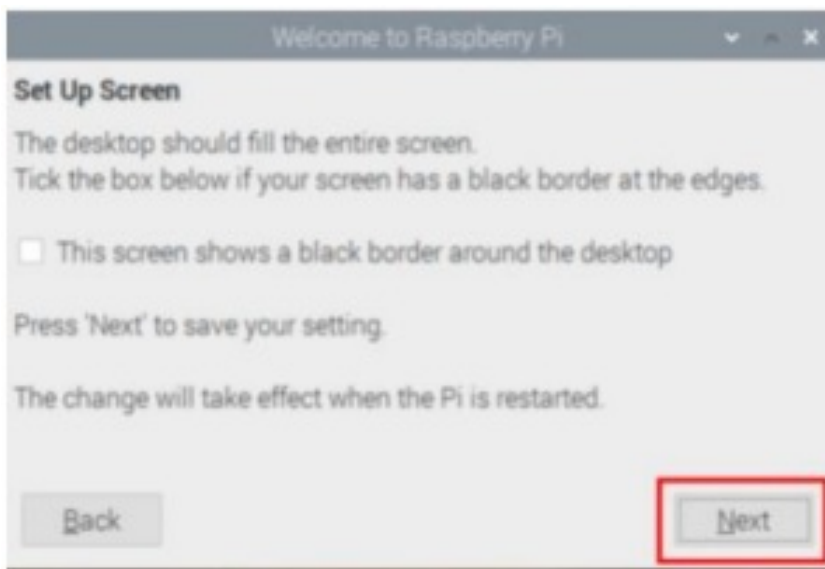 Welcome to Raspberry Pi
Set Up Screen
The desktop should fill the entire screen.
Tick the box below if your screen has a black border at the edges.
This screen shows a black border around the desktop
Press 'Next' to save your setting.
The change will take effect when the Pi is restarted.
Back
Next